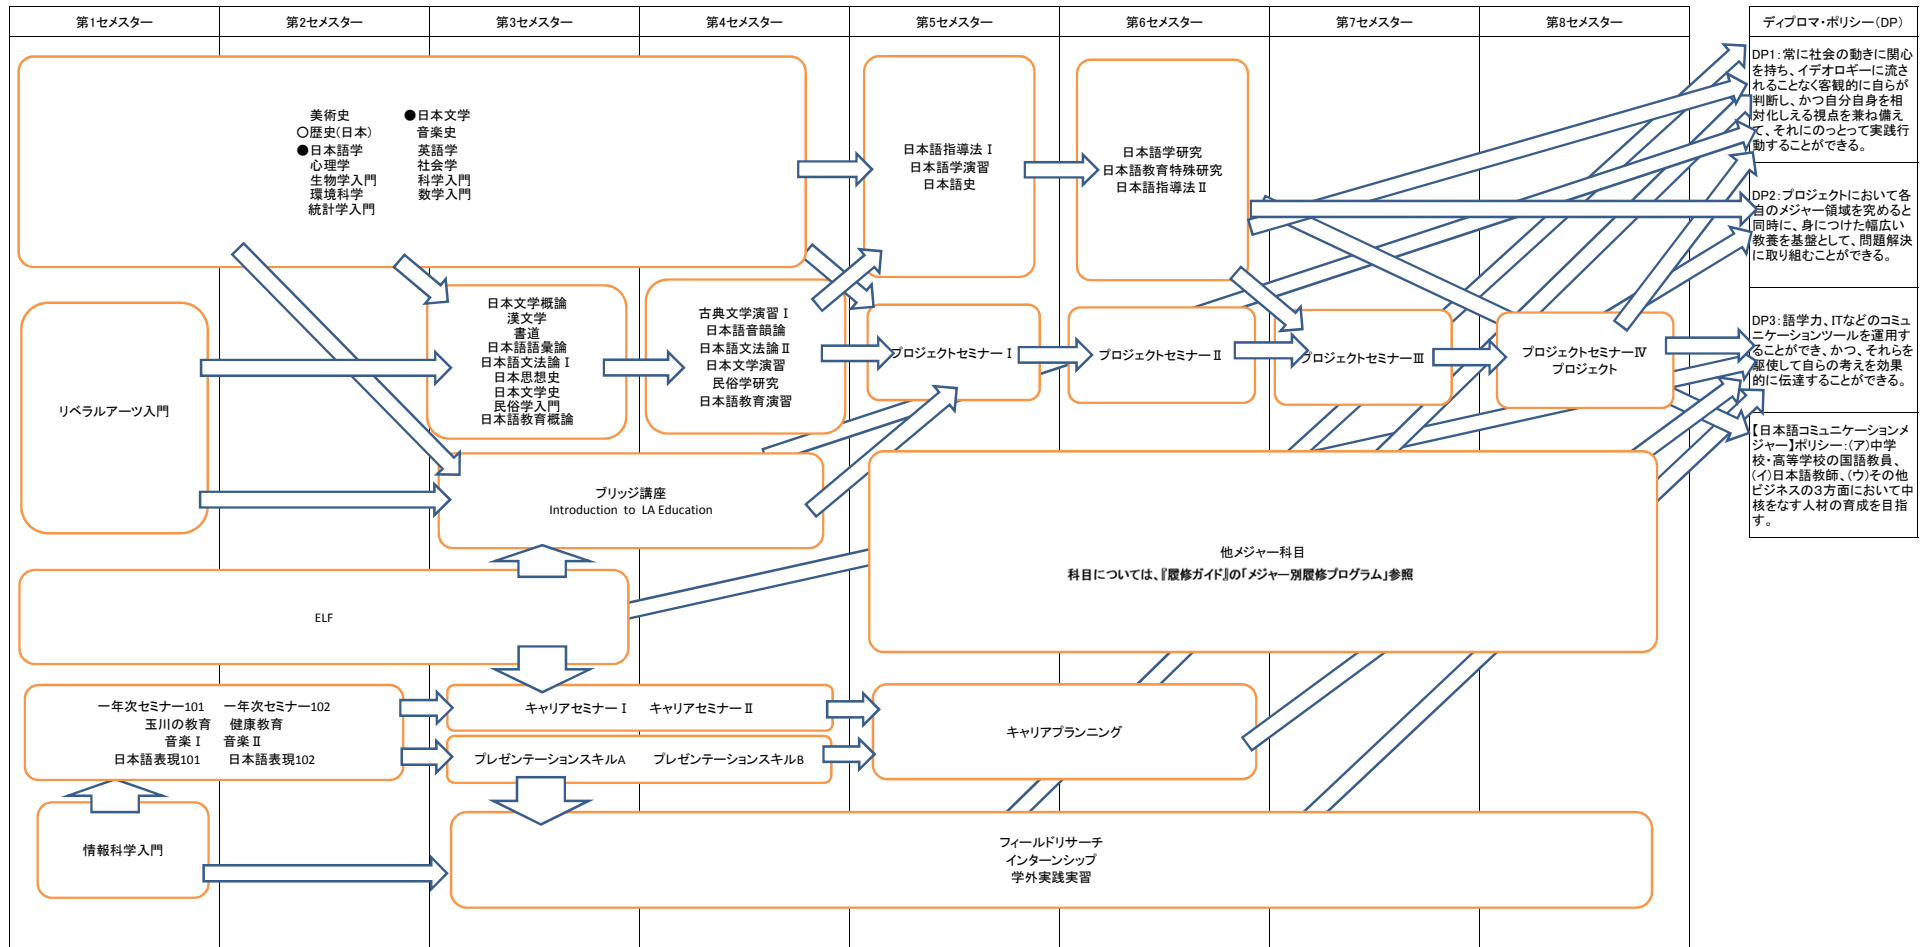 第1セメスター
第2セメスター
第3セメスター
第4セメスター
第5セメスター
第6セメスター
第7セメスター
第8セメスター
ディプロマ・ポリシー(DP)
美術史 ●日本文学
○歴史(日本) 音楽史
●日本語学 英語学
心理学 社会学
生物学入門 科学入門
環境科学 数学入門
統計学入門
日本語指導法Ⅰ
日本語学演習
日本語史
日本語学研究
日本語教育特殊研究
日本語指導法Ⅱ
リベラルアーツ入門
日本文学概論
漢文学
書道
日本語語彙論
日本語文法論Ⅰ
日本思想史
日本文学史
民俗学入門
日本語教育概論
古典文学演習Ⅰ
日本語音韻論
日本語文法論Ⅱ
日本文学演習
民俗学研究
日本語教育演習
プロジェクトセミナーⅠ
プロジェクトセミナーⅡ
プロジェクトセミナーⅢ
プロジェクトセミナーⅣ
プロジェクト
ブリッジ講座
Introduction to LA Education
他メジャー科目
科目については、『履修ガイド』の「メジャー別履修プログラム」参照
ELF
一年次セミナー101 一年次セミナー102
玉川の教育 健康教育
音楽Ⅰ 音楽Ⅱ
日本語表現101 日本語表現102
キャリアセミナーⅠ キャリアセミナーⅡ
プレゼンテーションスキルA プレゼンテーションスキルB
キャリアプランニング
情報科学入門
フィールドリサーチ
インターンシップ
学外実践実習
DP1:常に社会の動きに関心
を持ち、イデオロギーに流さ
れることなく客観的に自らが
判断し、かつ自分自身を相
対化しえる視点を兼ね備え
て、それにのっとって実践行
動することができる。
DP2:プロジェクトにおいて各
自のメジャー領域を究めると
同時に、身につけた幅広い
教養を基盤として、問題解決
に取り組むことができる。
DP3:語学力、ITなどのコミュ
ニケーションツールを運用す
ることができ、かつ、それらを
駆使して自らの考えを効果
的に伝達することができる。
【日本語コミュニケーションメ
ジャー】ポリシー:(ア)中学
校・高等学校の国語教員、
(イ)日本語教師、(ウ)その他
ビジネスの3方面において中
核をなす人材の育成を目指
す。